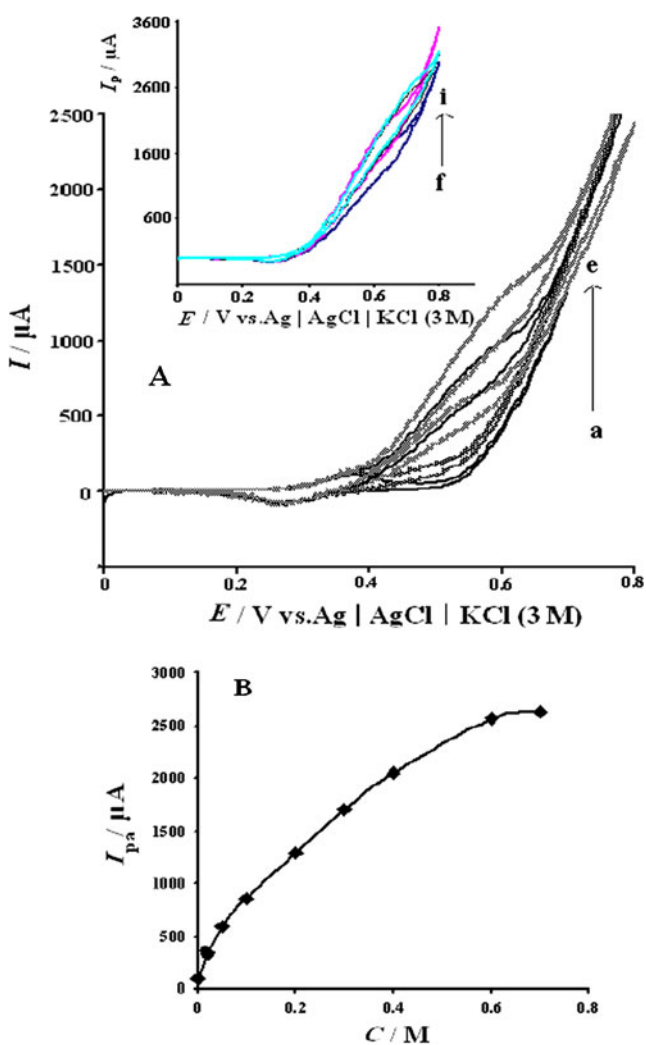 3600
2600
1600
600
0 0.2 0.4 0.6 0.8
Ip / μA
E / V vs.Ag | AgCl | KCl (3 M)
i
f
2500
2000
1500
1000
500
0
I / μA
A
e
a
0 0.2 0.4 0.6 0.8
E / V vs.Ag | AgCl | KCl (3 M)
B
3000
2500
2000
1500
1000
500
0
Ipa / μA
0 0.2 0.4 0.6 0.8
C / M